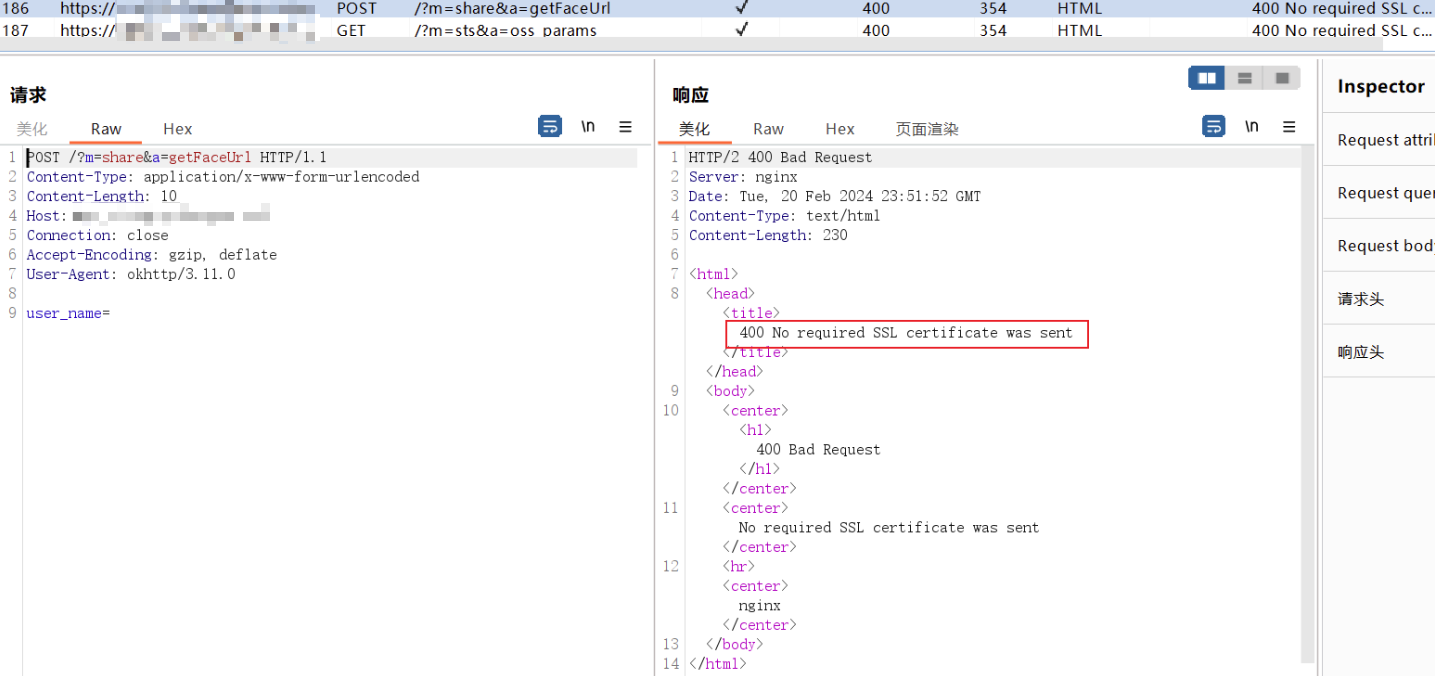 186 https:// POST /?m=share&a=getFaceUrl ✓ 400 354 HTML 400 No required SSL c...
187 https:// GET /?m=sts&a=oss_params ✓ 400 354 HTML 400 No required SSL c...
请求
美化 Raw Hex \n
1 POST /?m=share&a=getFaceUrl HTTP/1.1
2 Content-Type: application/x-www-form-urlencoded
3 Content-Length: 10
4 Host:
5 Connection: close
6 Accept-Encoding: gzip, deflate
7 User-Agent: okhttp/3.11.0
8
9 user_name=
响应
美化 Raw Hex 页面渲染 \n
1 HTTP/2 400 Bad Request
2 Server: nginx
3 Date: Tue, 20 Feb 2024 23:51:52 GMT
4 Content-Type: text/html
5 Content-Length: 230
6
7 <html>
8 <head>
<title>
400 No required SSL certificate was sent
</title>
</head>
9 <body>
10 <center>
<h1>
400 Bad Request
</h1>
</center>
11 <center>
No required SSL certificate was sent
</center>
12 <hr>
<center>
nginx
</center>
13 </body>
14 </html>
Inspector
Request attri
Request quer
Request body
请求头
响应头